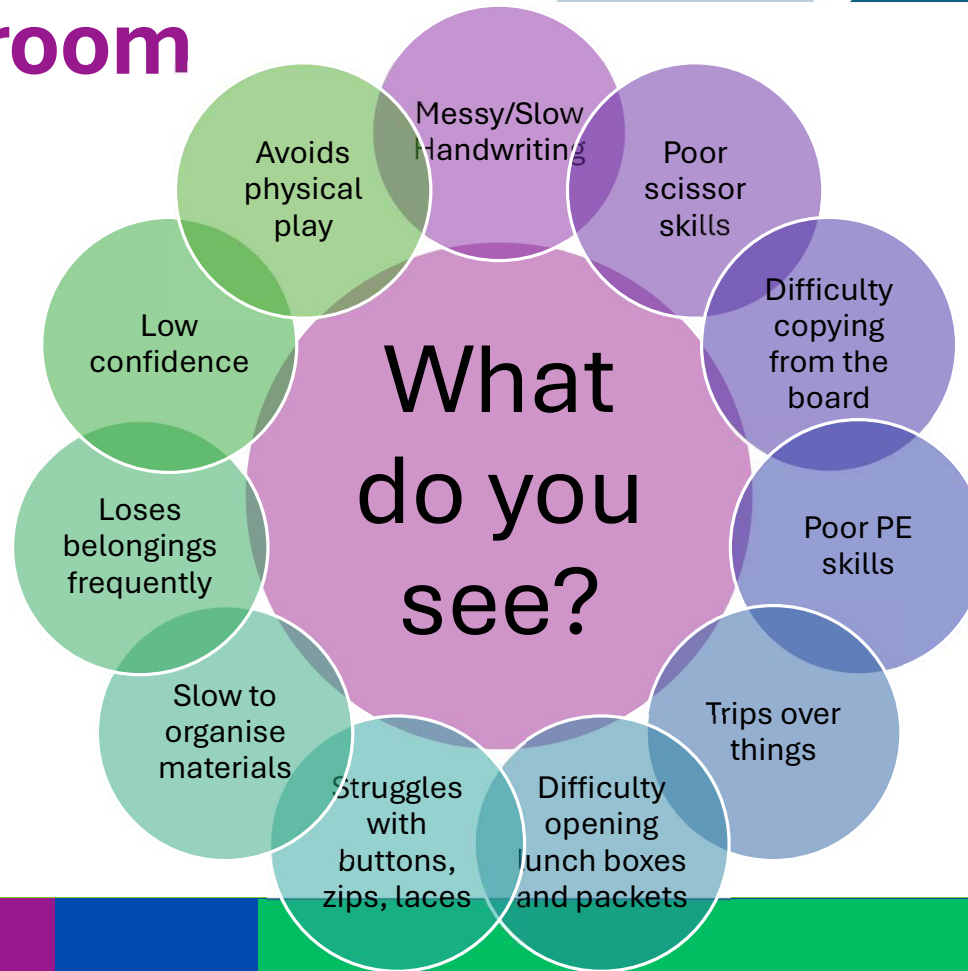 room
What
do you
see?
Messy/Slow
Handwriting
Poor
scissor
skills
Difficulty
copying
from the
board
Poor PE
skills
Trips over
things
Difficulty
opening
lunch boxes
and packets
Struggles
with
buttons,
zips, laces
Slow to
organise
materials
Loses
belongings
frequently
Low
confidence
Avoids
physical
play